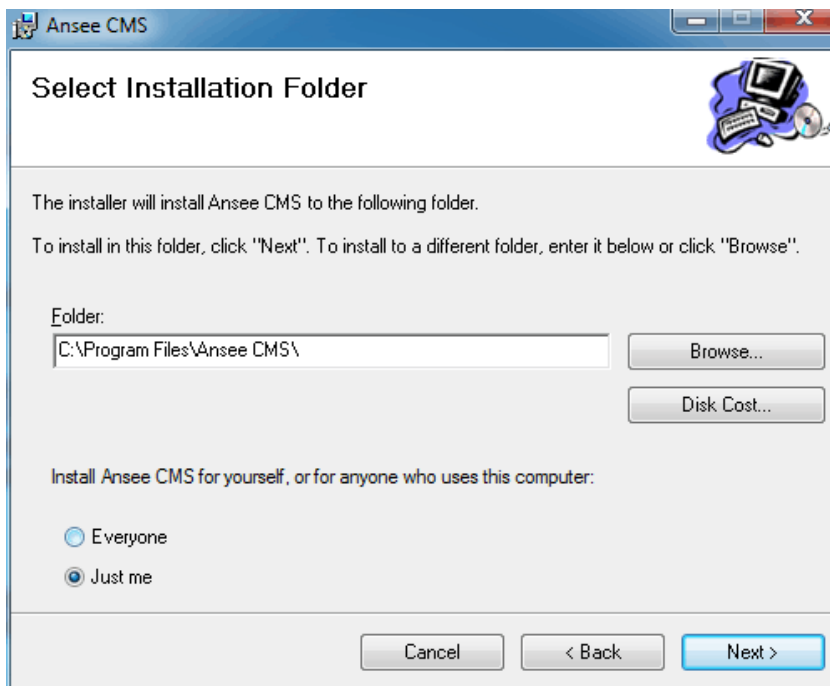 Ansee CMS
Select Installation Folder
The installer will install Ansee CMS to the following folder.
To install in this folder, click "Next". To install to a different folder, enter it below or click "Browse".
Folder:
C:\Program Files\Ansee CMS\
Browse...
Disk Cost...
Install Ansee CMS for yourself, or for anyone who uses this computer:
Everyone
Just me
Cancel
< Back
Next >